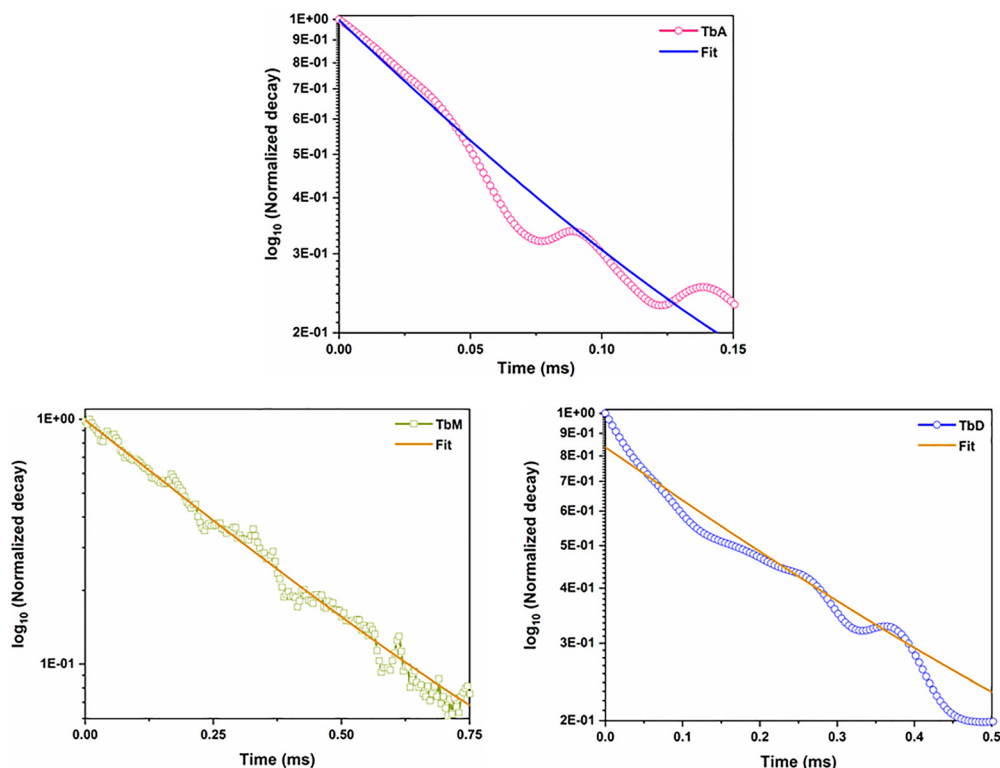 1E+00
9E-01
8E-01
7E-01
6E-01
5E-01
4E-01
3E-01
2E-01
log10 (Normalized decay)
TbA
Fit
0.00
0.05
0.10
0.15
Time (ms)
1E+00
1E-01
log10 (Normalized decay)
TbM
Fit
0.00
0.25
0.50
0.75
Time (ms)
1E+00
9E-01
8E-01
7E-01
6E-01
5E-01
4E-01
3E-01
2E-01
log10 (Normalized decay)
TbD
Fit
0.0
0.1
0.2
0.3
0.4
0.5
Time (ms)